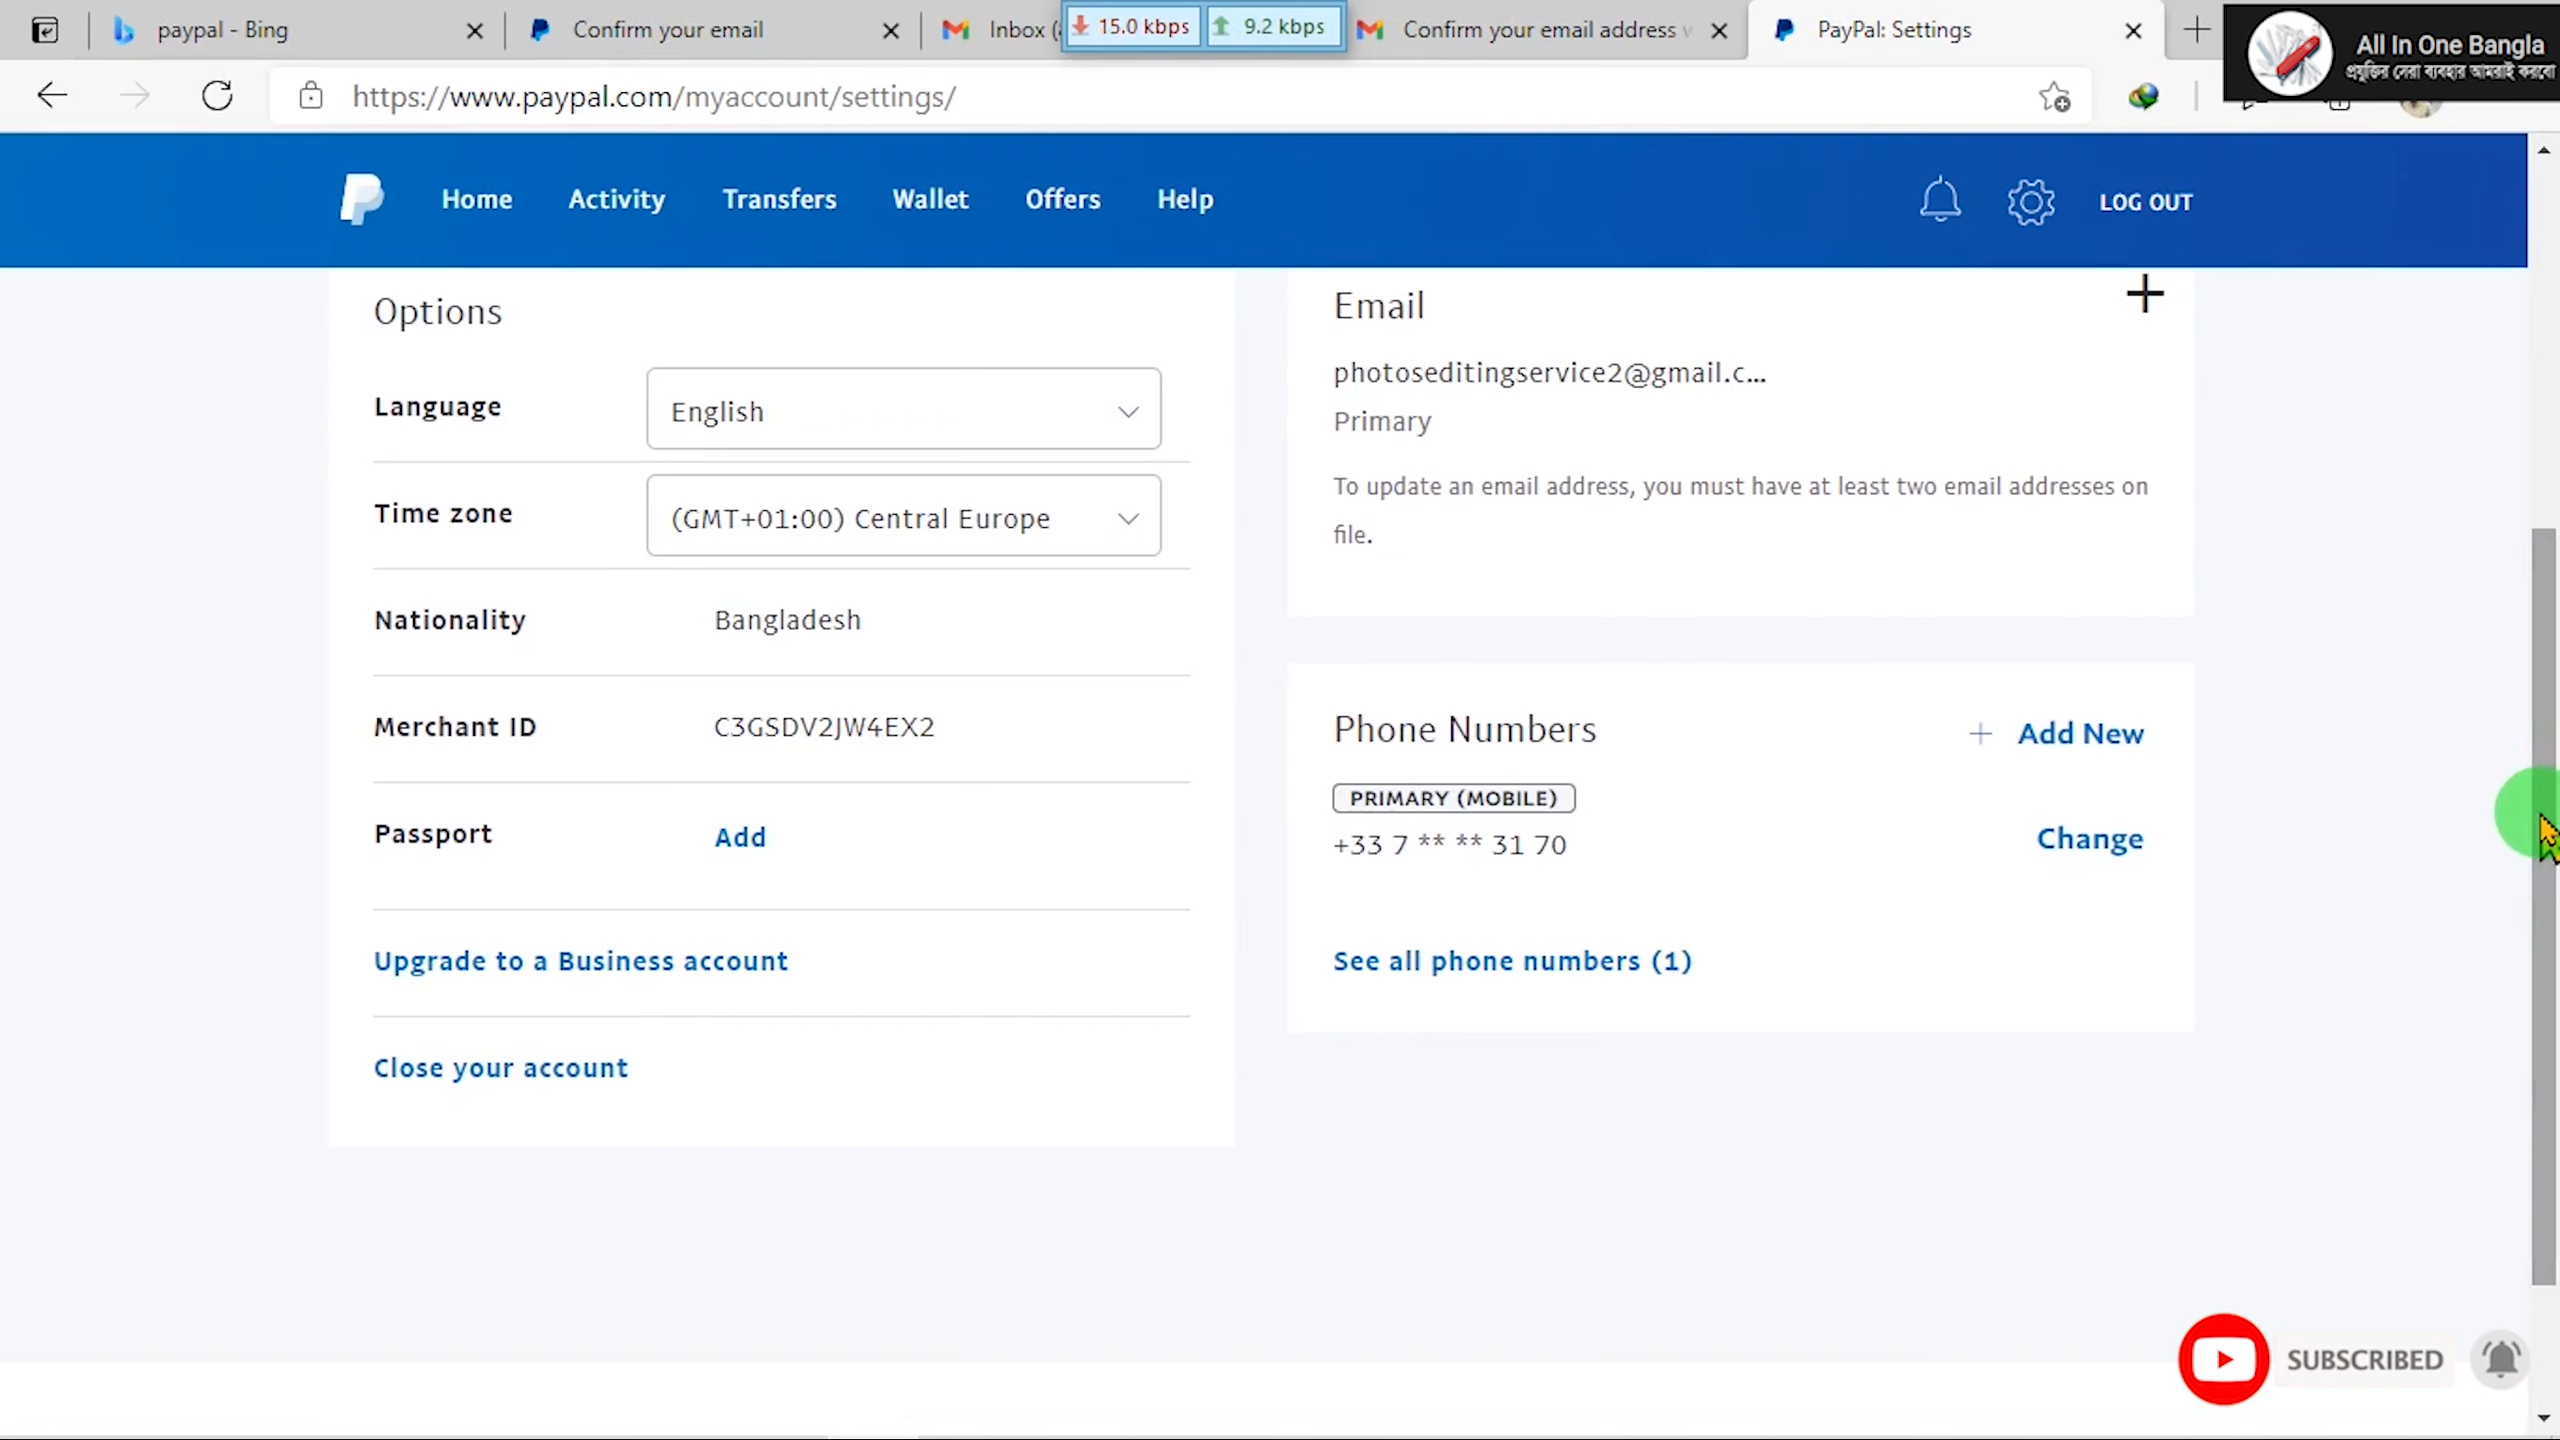 paypal - Bing
Confirm your email
Inbox (
15.0 kbps
9.2 kbps
Confirm your email address w
PayPal: Settings
All In One Bangla
প্রযুক্তির সেরা ব্যবহার আমরাই করবো
https://www.paypal.com/myaccount/settings/
Home
Activity
Transfers
Wallet
Offers
Help
LOG OUT
Options
Language
English
Time zone
(GMT+01:00) Central Europe
Nationality
Bangladesh
Merchant ID
C3GSDV2JW4EX2
Passport
Add
Upgrade to a Business account
Close your account
Email
photoseditingservice2@gmail.c...
Primary
To update an email address, you must have at least two email addresses on
file.
Phone Numbers
+ Add New
PRIMARY (MOBILE)
+33 7 ** ** 31 70
Change
See all phone numbers (1)
SUBSCRIBED